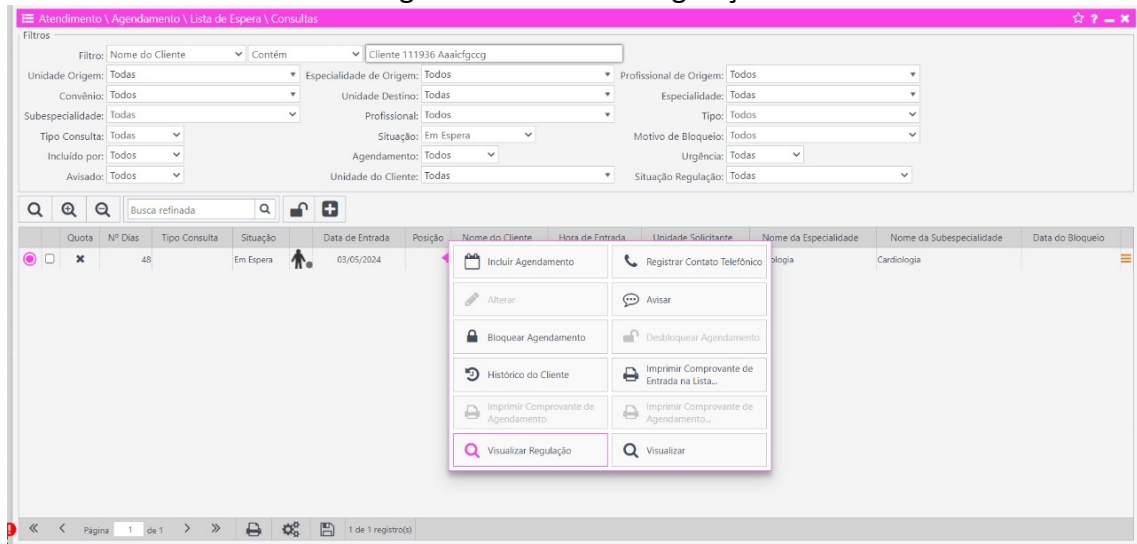 Atendimento \ Agendamento \ Lista de Espera \ Consultas
Filtros
Filtro: Nome do Cliente Contém Cliente 111936 Aaaicfgccg
Unidade Origem: Todas Especialidade de Origem: Todos Profissional de Origem: Todos
Convênio: Todos Unidade Destino: Todas Especialidade: Todas
Subespecialidade: Todas Profissional: Todos Tipo: Todos
Tipo Consulta: Todas Situação: Em Espera Motivo de Bloqueio: Todos
Incluído por: Todos Agendamento: Todos Urgência: Todas
Avisado: Todos Unidade do Cliente: Todas Situação Regulação: Todas
Busca refinada
Quota Nº Dias Tipo Consulta Situação Data de Entrada Posição Nome do Cliente Hora de Entrada Unidade Solicitante Nome da Especialidade Nome da Subespecialidade Data do Bloqueio
48 Em Espera 03/05/2024 ologia Cardiologia
Incluir Agendamento Registrar Contato Telefônico
Alterar Avisar
Bloquear Agendamento Desbloquear Agendamento
Histórico do Cliente Imprimir Comprovante de
Entrada na Lista...
Imprimir Comprovante de Imprimir Comprovante de
Agendamento Agendamento...
Visualizar Regulação Visualizar
Página 1 de 1 1 de 1 registro(s)